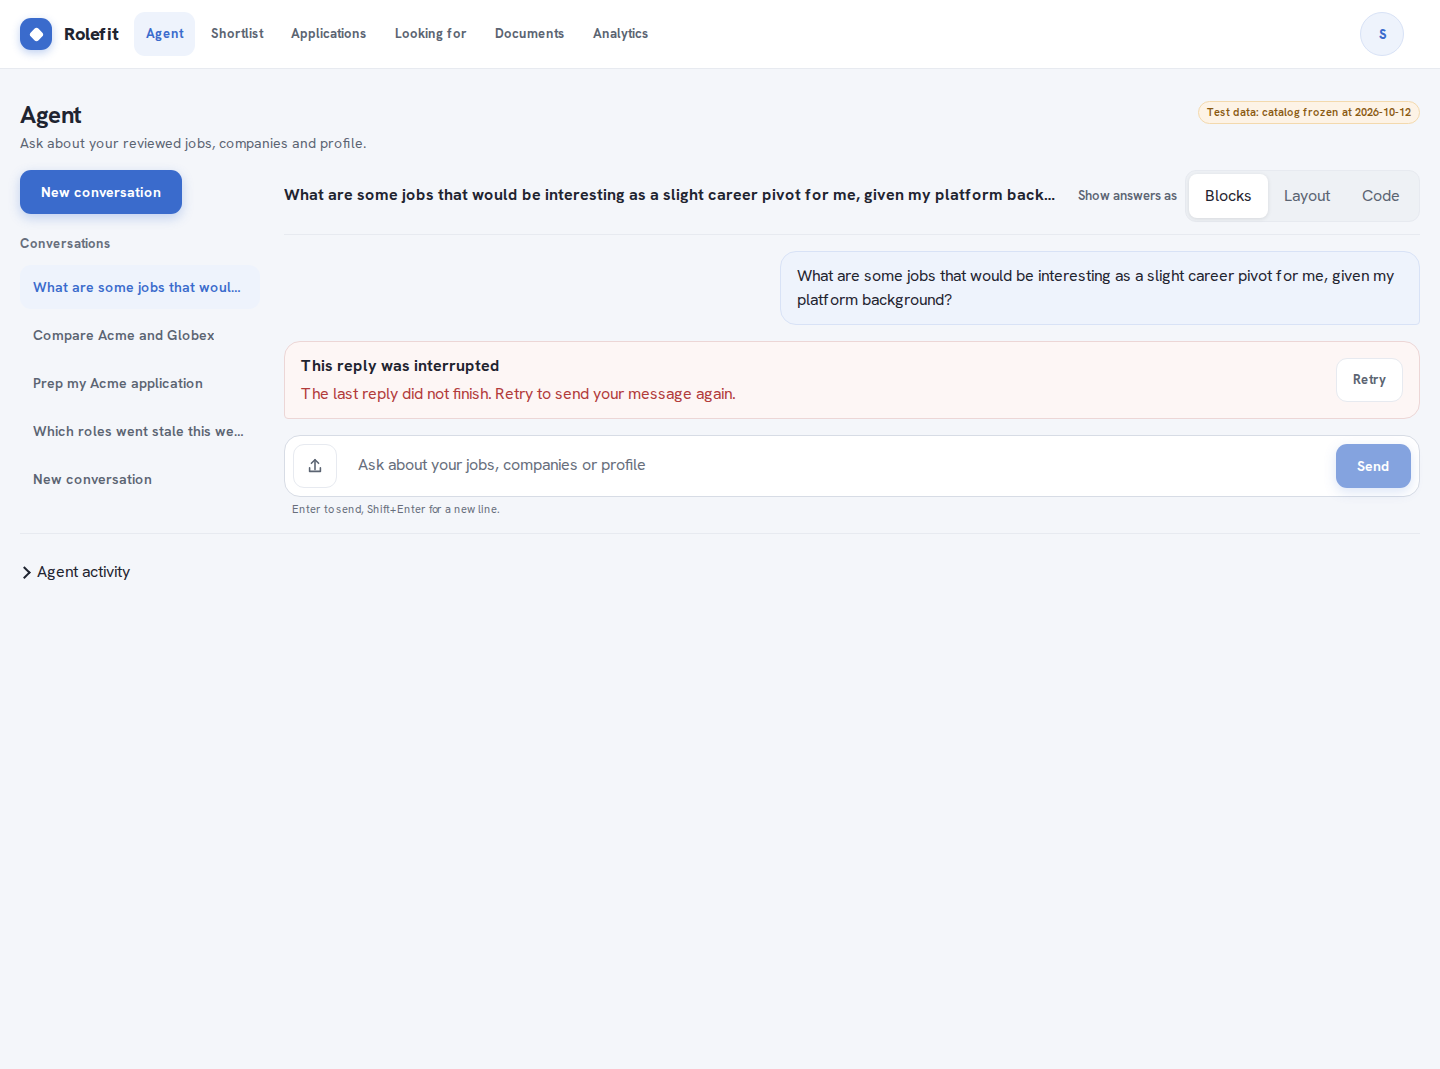 Rolefit
Agent
Shortlist
Applications
Looking for
Documents
Analytics
S
Agent
Test data: catalog frozen at 2026-10-12
Ask about your reviewed jobs, companies and profile.
New conversation
What are some jobs that would be interesting as a slight career pivot for me, given my platform back...
Show answers as
Blocks
Layout
Code
Conversations
What are some jobs that woul...
Compare Acme and Globex
Prep my Acme application
Which roles went stale this we...
New conversation
What are some jobs that would be interesting as a slight career pivot for me, given my
platform background?
This reply was interrupted
The last reply did not finish. Retry to send your message again.
Retry
Ask about your jobs, companies or profile
Send
Enter to send, Shift+Enter for a new line.
Agent activity